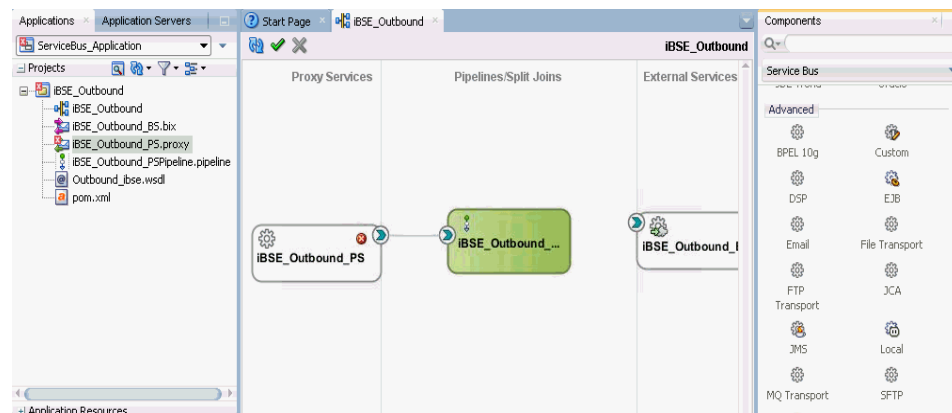 Applications
Application Servers
Start Page
iBSE_Outbound
ServiceBus_Application
Projects
iBSE_Outbound
iBSE_Outbound
iBSE_Outbound_BS.bix
iBSE_Outbound_PS.proxy
iBSE_Outbound_PSPipeline.pipeline
Outbound_ibse.wsdl
pom.xml
Application Resources
iBSE_Outbound
Proxy Services
Pipelines/Split Joins
External Services
iBSE_Outbound_PS
iBSE_Outbound_...
iBSE_Outbound_
Components
Service Bus
Advanced
BPEL 10g
Custom
DSP
EJB
Email
File Transport
FTP
Transport
JCA
JMS
Local
MQ Transport
SFTP